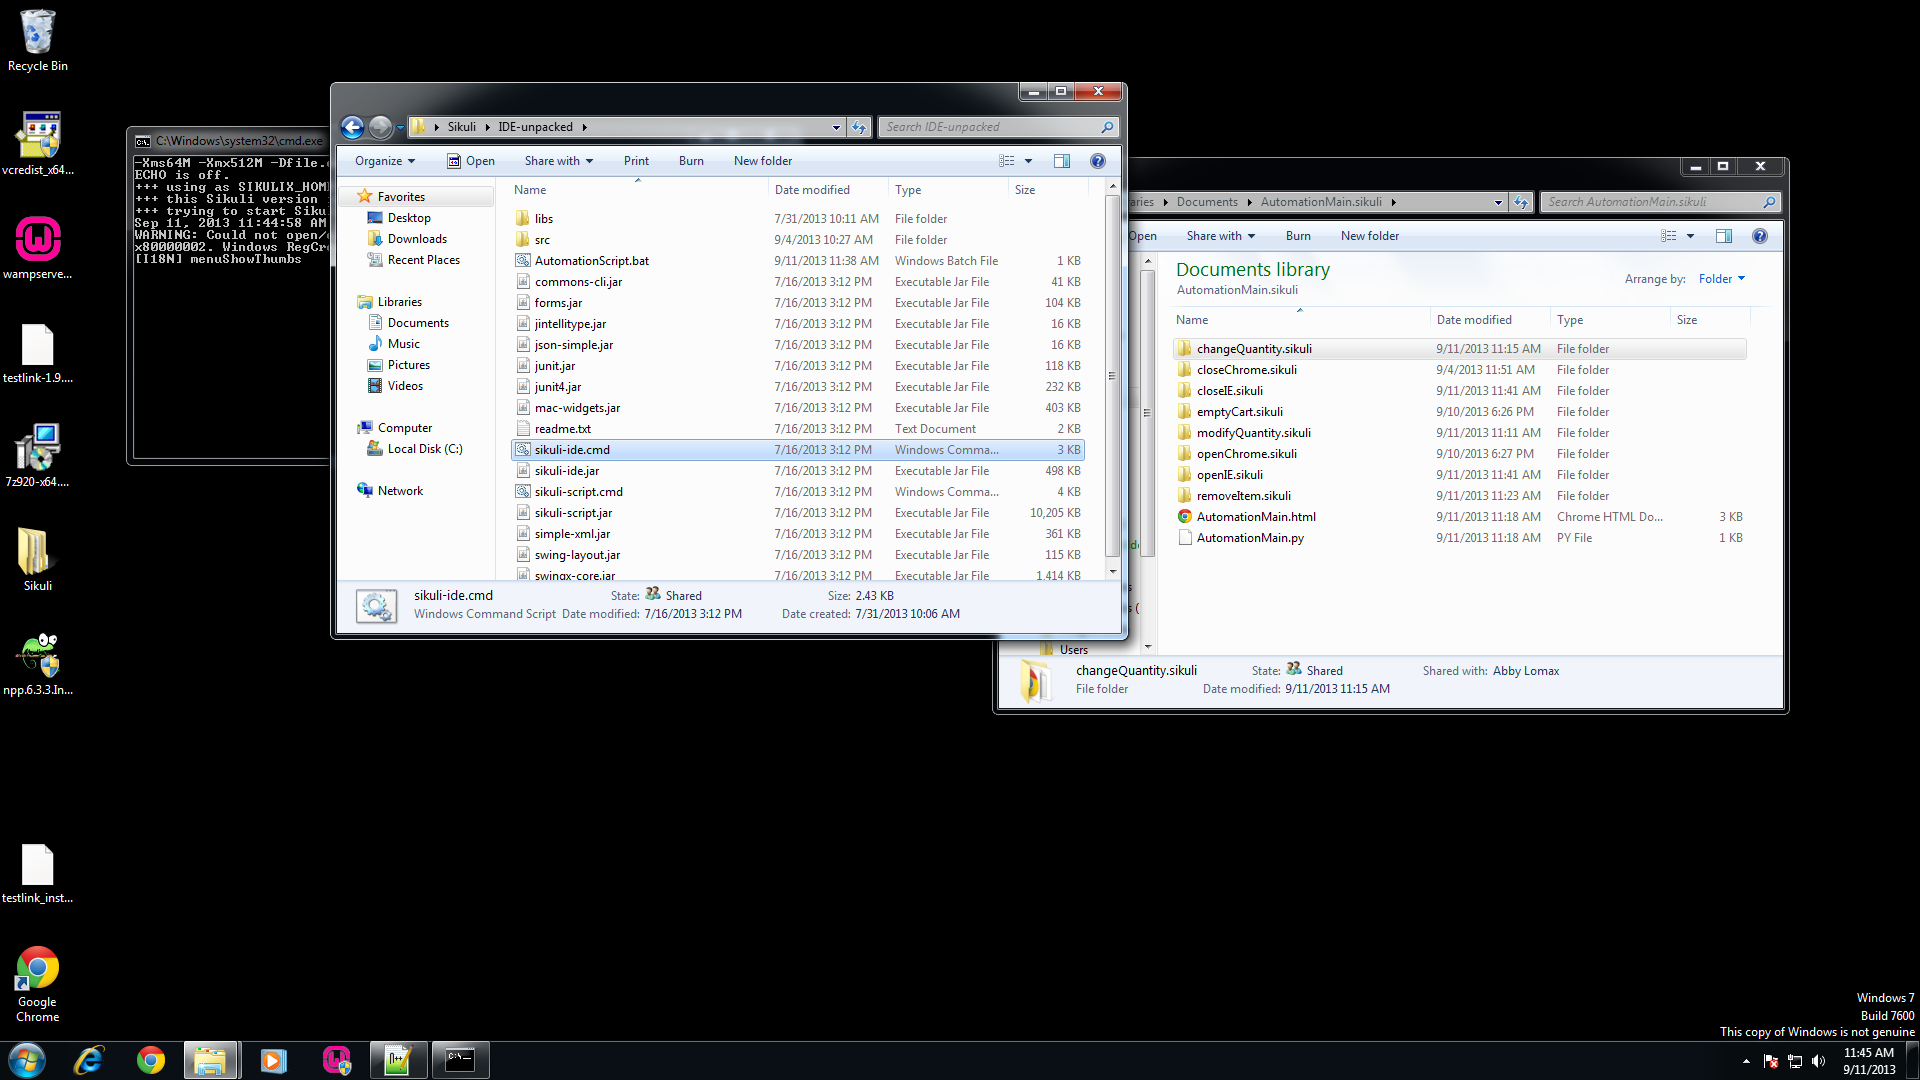 Recycle Bin
vcredist_x64...
wampserve...
testlink-1.9....
7z920-x64....
Sikuli
npp.6.3.3.In...
testlink_inst...
Google
Chrome
C:\Windows\system32\cmd.exe
-Xms64M -Xmx512M -Dfile.
ECHO is off.
+++ using as SIKULIX_HOM
+++ this Sikuli version
+++ trying to start Siku
Sep 11, 2013 11:44:58 AM
WARNING: Could not open/
x80000002. Windows RegCre
[I18N] menuShowThumbs
Sikuli IDE-unpacked
Search IDE-unpacked
Organize Open Share with Print Burn New folder
Favorites
Desktop
Downloads
Recent Places
Libraries
Documents
Music
Pictures
Videos
Computer
Local Disk (C:)
Network
Name Date modified Type Size
libs 7/31/2013 10:11 AM File folder
src 9/4/2013 10:27 AM File folder
AutomationScript.bat 9/11/2013 11:38 AM Windows Batch File 1 KB
commons-cli.jar 7/16/2013 3:12 PM Executable Jar File 41 KB
forms.jar 7/16/2013 3:12 PM Executable Jar File 104 KB
jintellitype.jar 7/16/2013 3:12 PM Executable Jar File 16 KB
json-simple.jar 7/16/2013 3:12 PM Executable Jar File 16 KB
junit.jar 7/16/2013 3:12 PM Executable Jar File 118 KB
junit4.jar 7/16/2013 3:12 PM Executable Jar File 232 KB
mac-widgets.jar 7/16/2013 3:12 PM Executable Jar File 403 KB
readme.txt 7/16/2013 3:12 PM Text Document 2 KB
sikuli-ide.cmd 7/16/2013 3:12 PM Windows Comma... 3 KB
sikuli-ide.jar 7/16/2013 3:12 PM Executable Jar File 498 KB
sikuli-script.cmd 7/16/2013 3:12 PM Windows Comma... 4 KB
sikuli-script.jar 7/16/2013 3:12 PM Executable Jar File 10,205 KB
simple-xml.jar 7/16/2013 3:12 PM Executable Jar File 361 KB
swing-layout.jar 7/16/2013 3:12 PM Executable Jar File 115 KB
swingx-core.jar 7/16/2013 3:12 PM Executable Jar File 1,414 KB
sikuli-ide.cmd State: Shared Size: 2.43 KB
Windows Command Script Date modified: 7/16/2013 3:12 PM Date created: 7/31/2013 10:06 AM
raries Documents AutomationMain.sikuli
Search AutomationMain.sikuli
Open Share with Burn New folder
Documents library
AutomationMain.sikuli
Arrange by: Folder
Name Date modified Type Size
changeQuantity.sikuli 9/11/2013 11:15 AM File folder
closeChrome.sikuli 9/4/2013 11:51 AM File folder
closeIE.sikuli 9/11/2013 11:41 AM File folder
emptyCart.sikuli 9/10/2013 6:26 PM File folder
modifyQuantity.sikuli 9/11/2013 11:11 AM File folder
openChrome.sikuli 9/10/2013 6:27 PM File folder
openIE.sikuli 9/11/2013 11:41 AM File folder
removeItem.sikuli 9/11/2013 11:23 AM File folder
AutomationMain.html 9/11/2013 11:18 AM Chrome HTML Do... 3 KB
AutomationMain.py 9/11/2013 11:18 AM PY File 1 KB
Users
changeQuantity.sikuli State: Shared Shared with: Abby Lomax
File folder Date modified: 9/11/2013 11:15 AM
Windows 7
Build 7600
This copy of Windows is not genuine
11:45 AM
9/11/2013